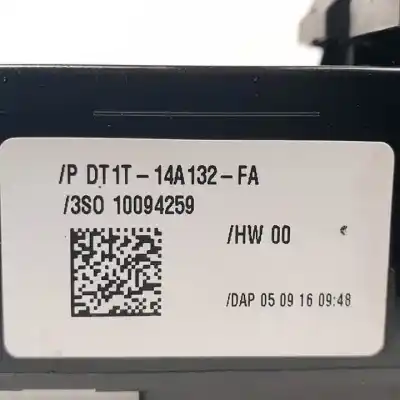 /P DT1T-14A132-FA
/3SO 10094259
/HW 00
/DAP 05 09 16 09:48